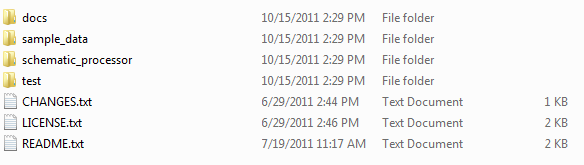 docs 10/15/2011 2:29 PM File folder
sample_data 10/15/2011 2:29 PM File folder
schematic_processor 10/15/2011 2:29 PM File folder
test 10/15/2011 2:29 PM File folder
CHANGES.txt 6/29/2011 2:44 PM Text Document 1 KB
LICENSE.txt 6/29/2011 2:46 PM Text Document 2 KB
README.txt 7/19/2011 11:17 AM Text Document 2 KB